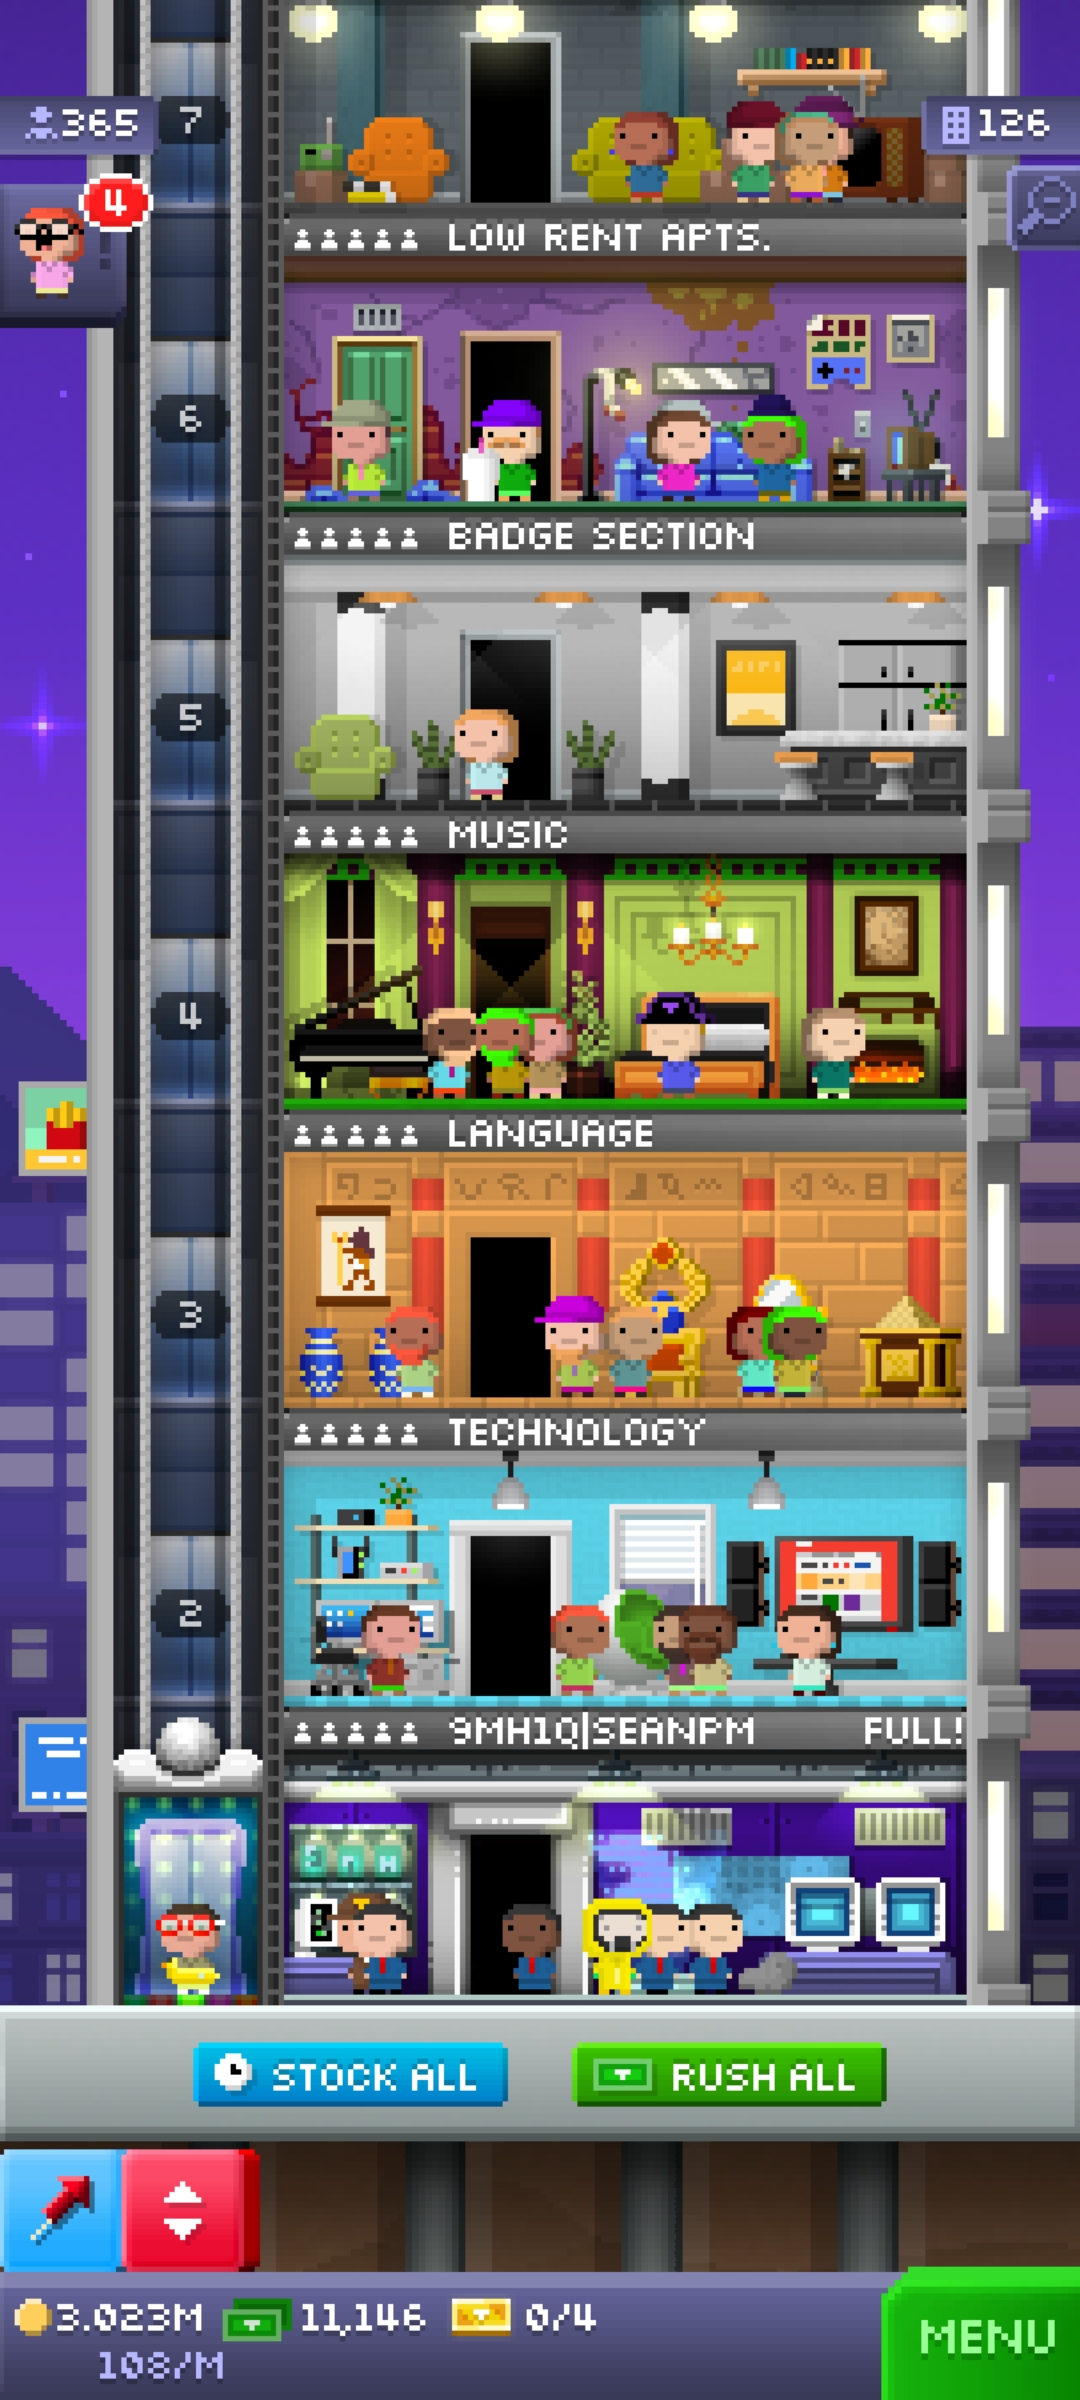 7
365
126
4
LOW RENT APTS.
6
BADGE SECTION
5
MUSIC
4
LANGUAGE
3
TECHNOLOGY
2
9MH1Q|SEANPM FULL!
STOCK ALL
RUSH ALL
3.023M 11,146 0/4
108/M
MENU